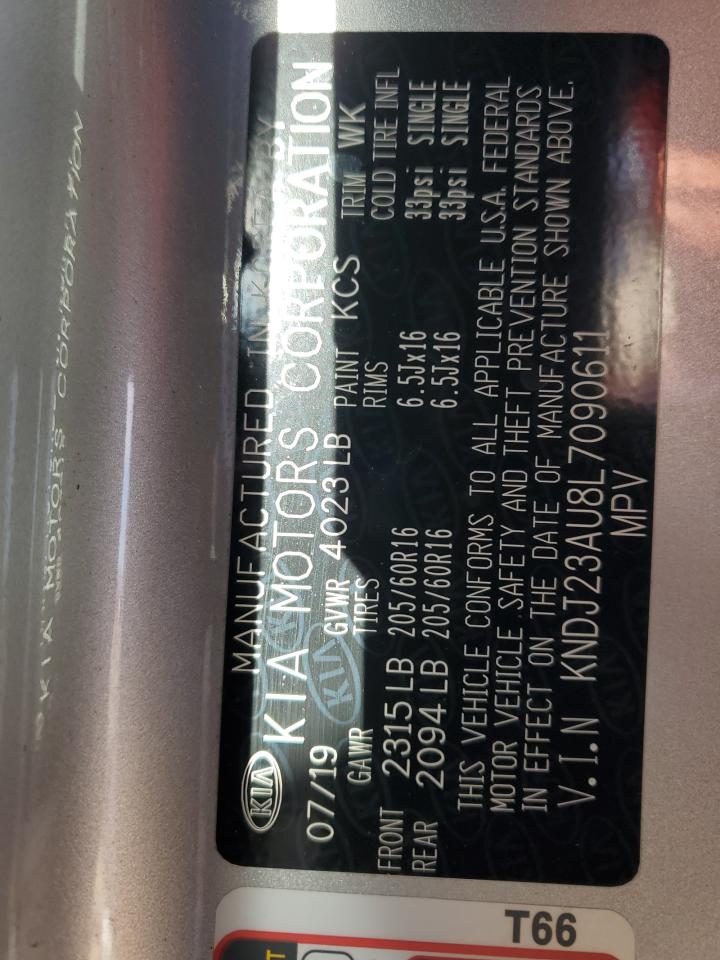 KIA
MANUFACTURED IN KOREA BY
KIA MOTORS CORPORATION
07/19 GVWR 4023 LB PAINT KCS TRIM WK
GAWR TIRES RIMS COLD TIRE INFL
FRONT 2315 LB 205/60R16 6.5Jx16 33psi SINGLE
REAR 2094 LB 205/60R16 6.5Jx16 33psi SINGLE
THIS VEHICLE CONFORMS TO ALL APPLICABLE U.S.A. FEDERAL
MOTOR VEHICLE SAFETY AND THEFT PREVENTION STANDARDS
IN EFFECT ON THE DATE OF MANUFACTURE SHOWN ABOVE.
V.I.N KNDJ23AU8L7090611
MPV
T66